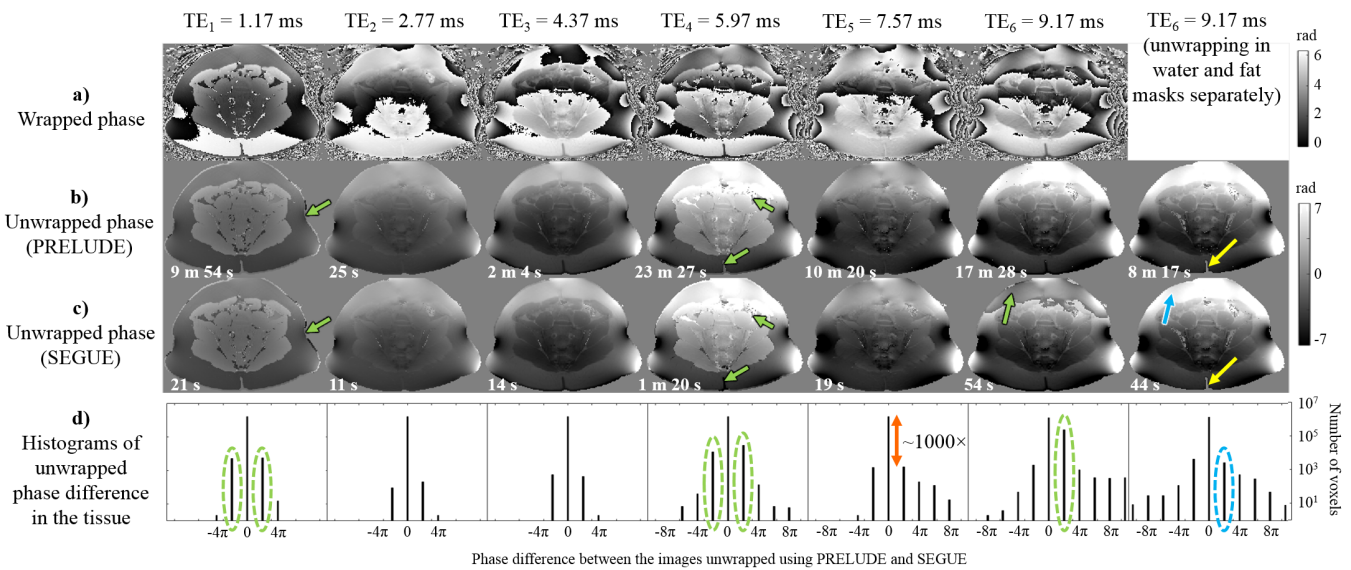 TE1 = 1.17 ms TE2 = 2.77 ms TE3 = 4.37 ms TE4 = 5.97 ms TE5 = 7.57 ms TE6 = 9.17 ms TE6 = 9.17 ms
(unwrapping in
water and fat
masks separately)
rad
6
4
2
0
a)
Wrapped phase
b)
Unwrapped phase
(PRELUDE)
9 m 54 s 25 s 2 m 4 s 23 m 27 s 10 m 20 s 17 m 28 s 8 m 17 s
rad
7
0
-7
c)
Unwrapped phase
(SEGUE)
21 s 11 s 14 s 1 m 20 s 19 s 54 s 44 s
d)
Histograms of
unwrapped
phase difference
in the tissue
~1000×
10^7
10^5
10^3
10^1
Number of voxels
-4π 0 4π -4π 0 4π -4π 0 4π -8π -4π 0 4π 8π -8π -4π 0 4π 8π -8π -4π 0 4π 8π -8π -4π 0 4π 8π
Phase difference between the images unwrapped using PRELUDE and SEGUE